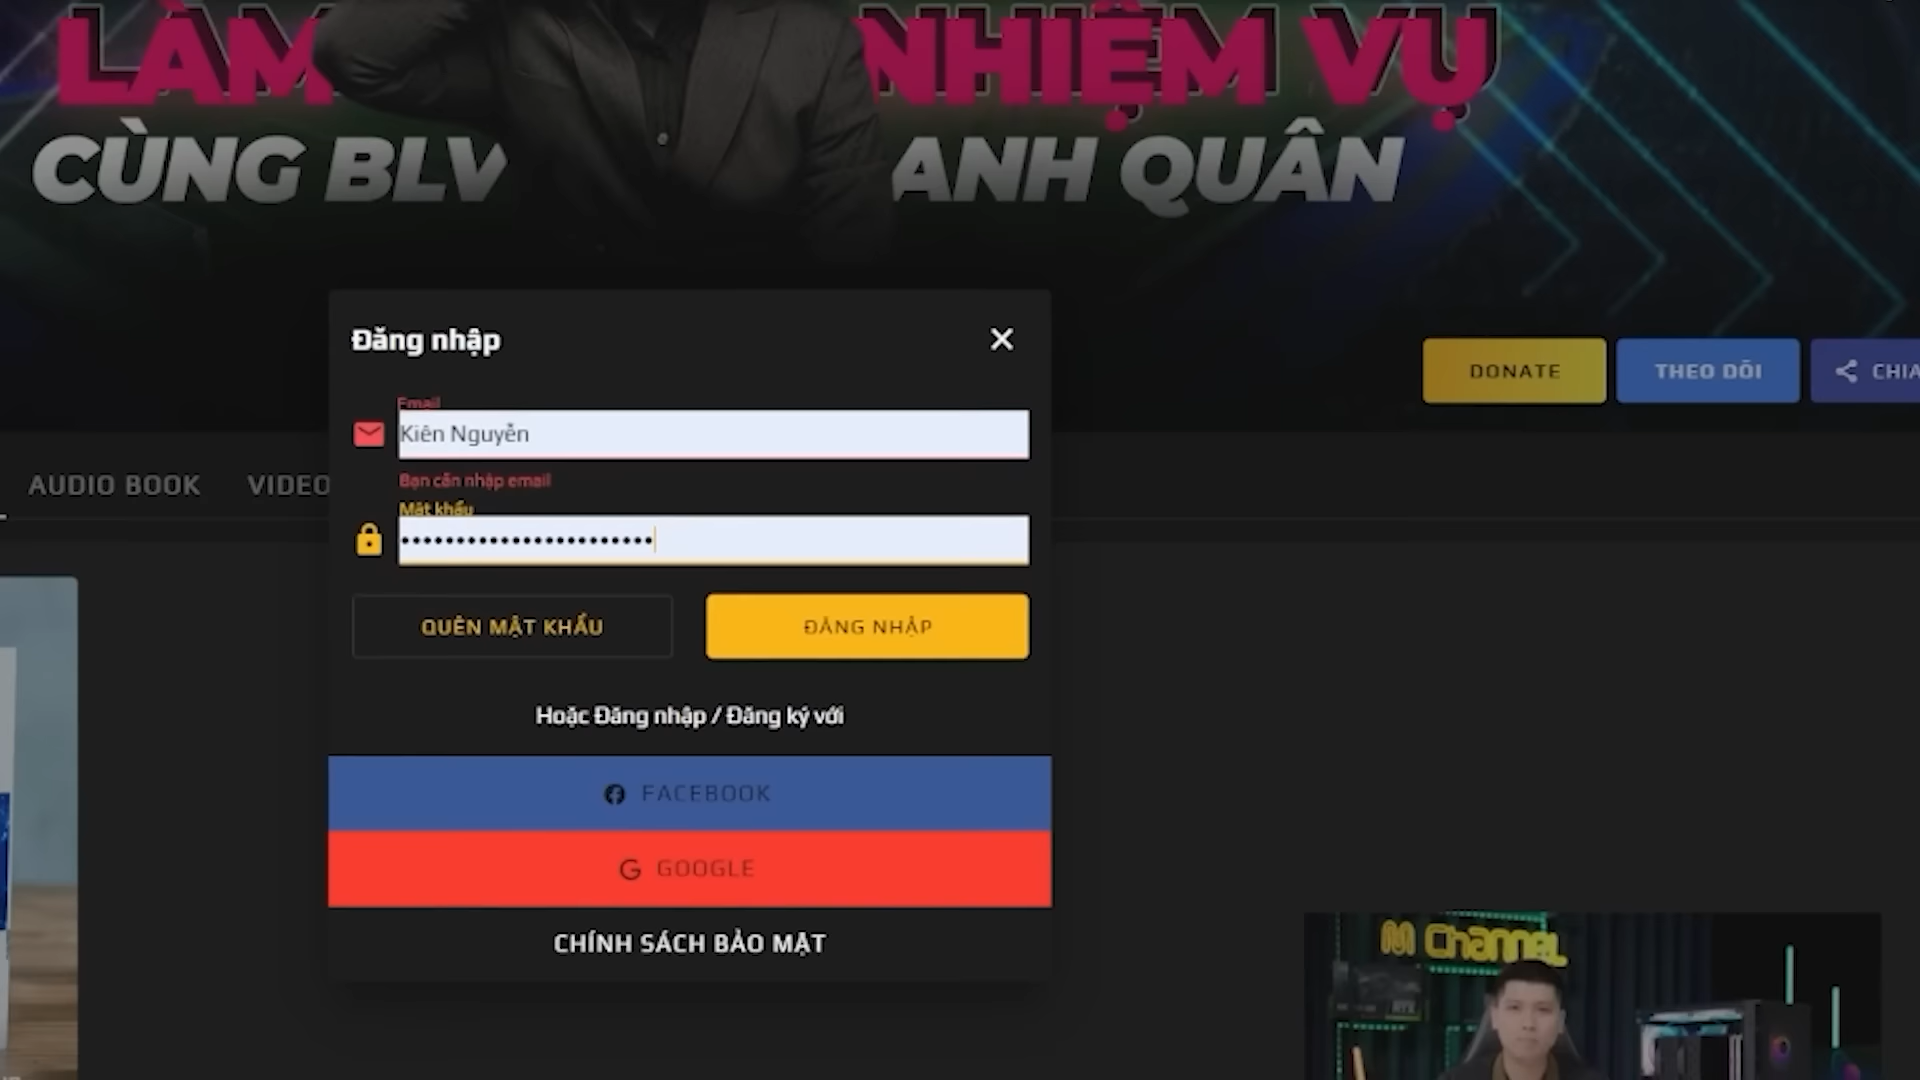 LÀM NHIỆM VỤ
CÙNG BLV ANH QUÂN
DONATE
THEO DÕI
AUDIO BOOK
VIDEO
Đăng nhập
Email
Kiên Nguyễn
Bạn cần nhập email
Mật khẩu
•••••••••••••••••••••••
QUÊN MẬT KHẨU
ĐĂNG NHẬP
Hoặc Đăng nhập / Đăng ký với
FACEBOOK
GOOGLE
CHÍNH SÁCH BẢO MẬT
M Channel